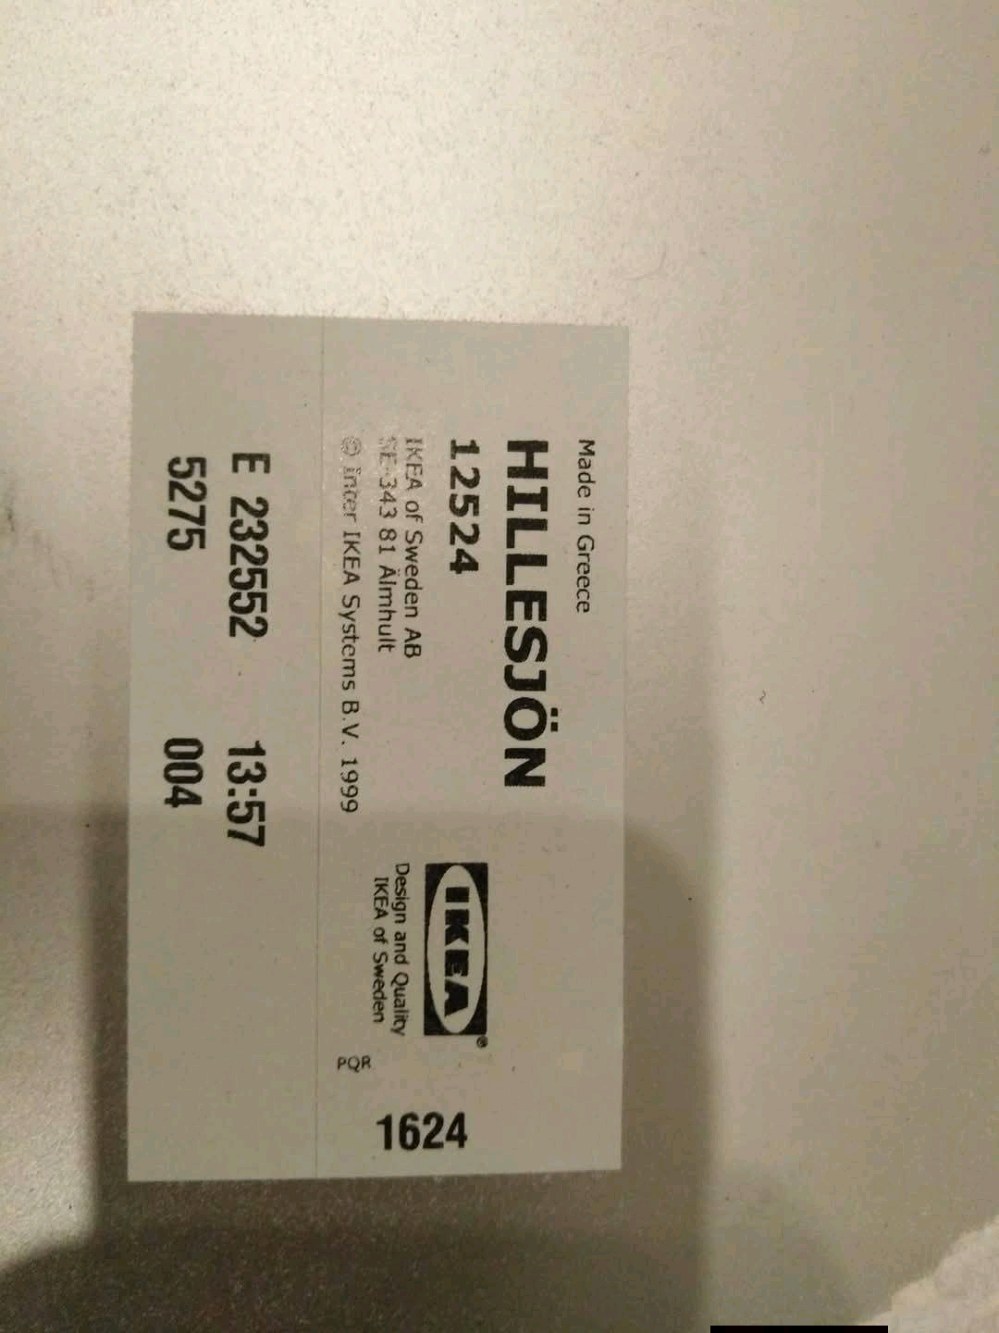 Made in Greece
HILLESJÖN
12524
IKEA of Sweden AB
SE-343 81 Älmhult
© Inter IKEA Systems B.V. 1999
IKEA®
Design and Quality
IKEA of Sweden
PQR
1624
E 232552 13:57
5275 004